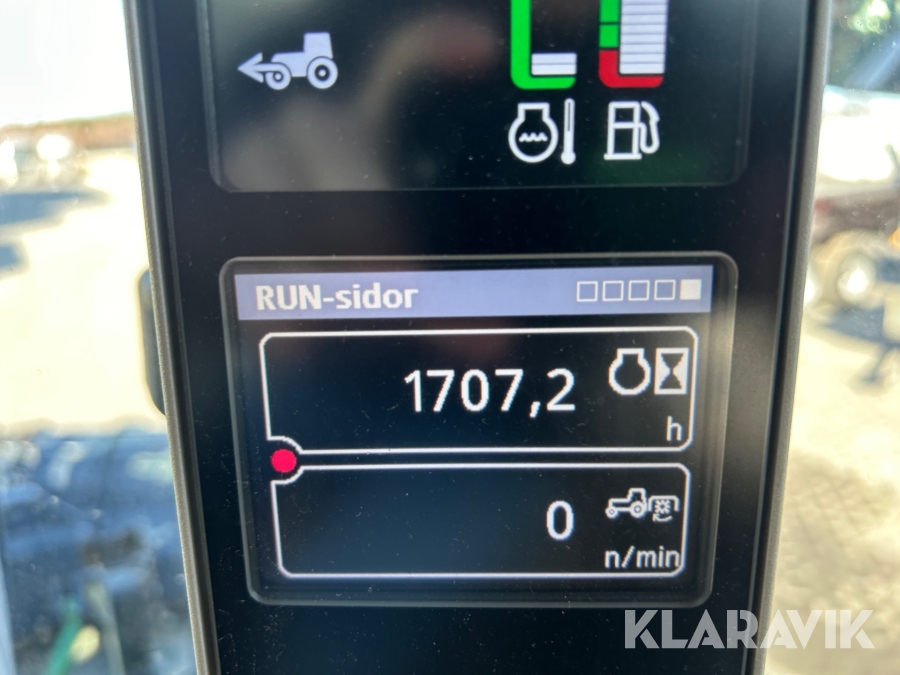 RUN-sidor
1707,2
h
0
n/min
KLARAVIK